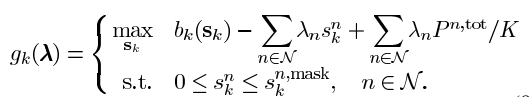 g_k(λ) = { max_{s_k} b_k(s_k) − ∑_{n∈𝒩} λ_n s_k^n + ∑_{n∈𝒩} λ_n P^{n,tot}/K
s.t. 0 ≤ s_k^n ≤ s_k^{n,mask}, n ∈ 𝒩.